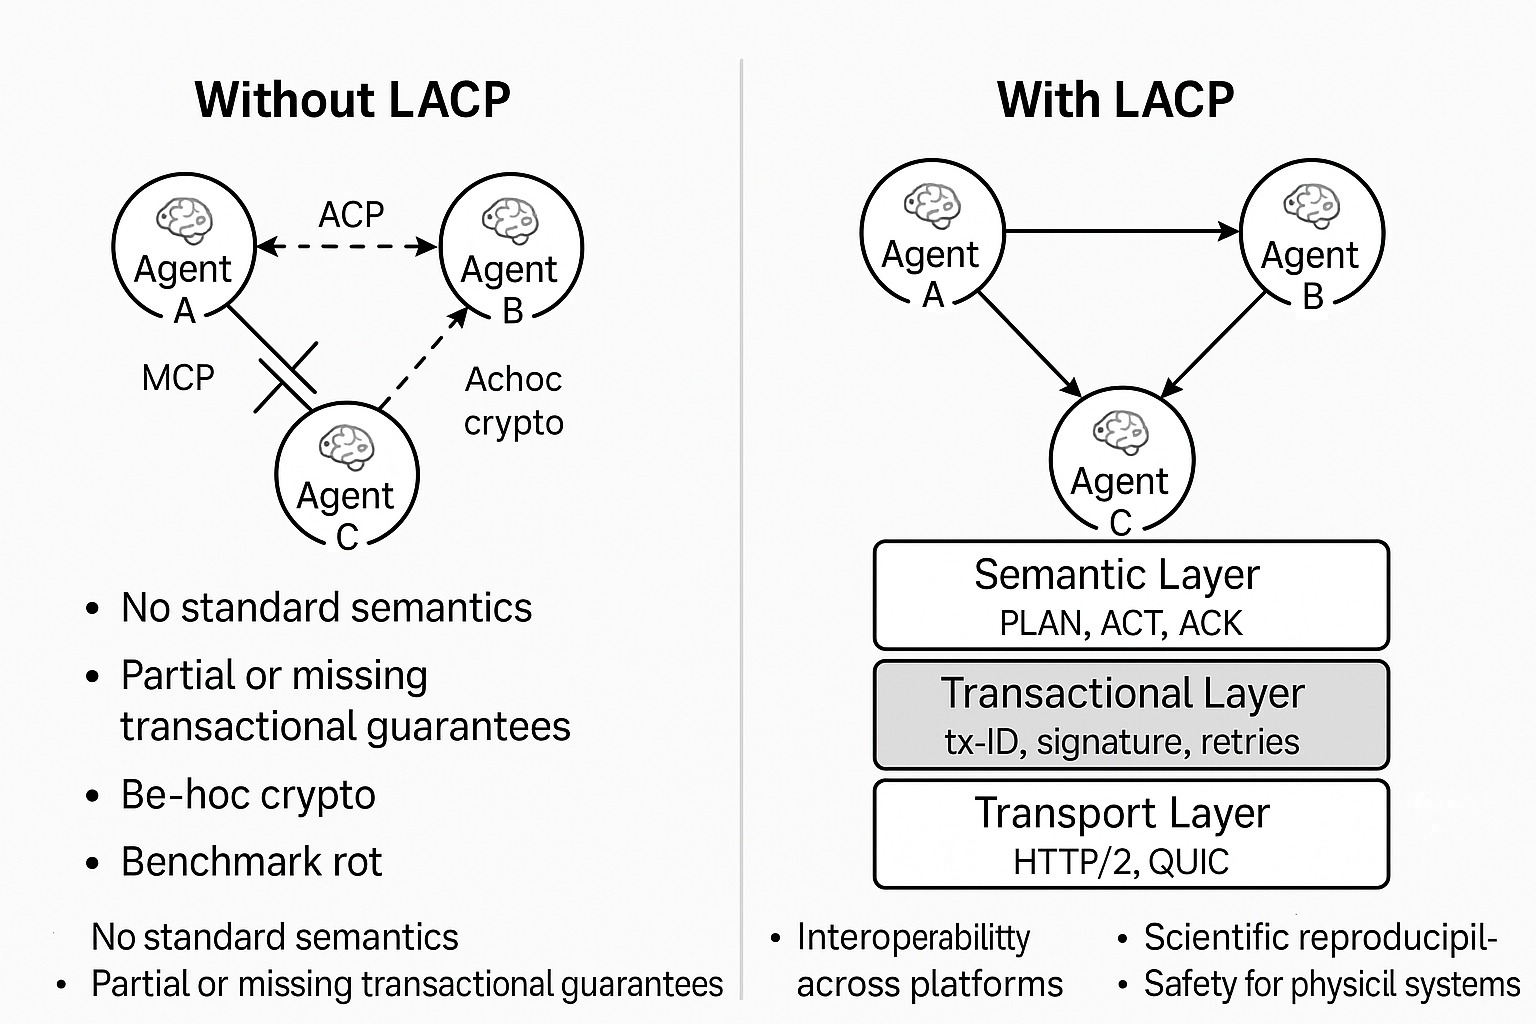 Without LACP
Agent
A
ACP
Agent
B
MCP
Achoc
crypto
Agent
C
• No standard semantics
• Partial or missing
transactional guarantees
• Be-hoc crypto
• Benchmark rot
No standard semantics
• Partial or missing transactional guarantees
With LACP
Agent
A
Agent
B
Agent
C
Semantic Layer
PLAN, ACT, ACK
Transactional Layer
tx-ID, signature, retries
Transport Layer
HTTP/2, QUIC
• Interoperabilitty
across platforms
• Scientific reproducipil-
• Safety for physicil systems